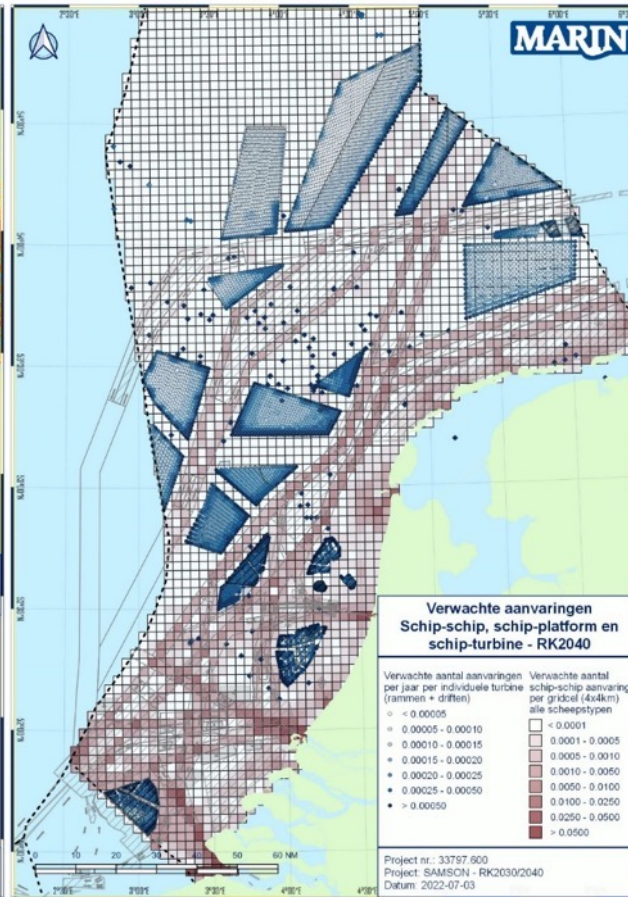 MARIN
Verwachte aanvaringen
Schip-schip, schip-platform en
schip-turbine - RK2040
Verwachte aantal aanvaringen
per jaar per individuele turbine
(rammen + driften)
< 0.00005
0.00005 - 0.00010
0.00010 - 0.00015
0.00015 - 0.00020
0.00020 - 0.00025
0.00025 - 0.00050
> 0.00050
Verwachte aantal
schip-schip aanvaring
per gridcel (4x4km)
alle scheepstypen
< 0.0001
0.0001 - 0.0005
0.0005 - 0.0010
0.0010 - 0.0050
0.0050 - 0.0100
0.0100 - 0.0250
0.0250 - 0.0500
> 0.0500
0 10 20 30 40 50 60 NM
Project nr.: 33797.600
Project: SAMSON - RK2030/2040
Datum: 2022-07-03